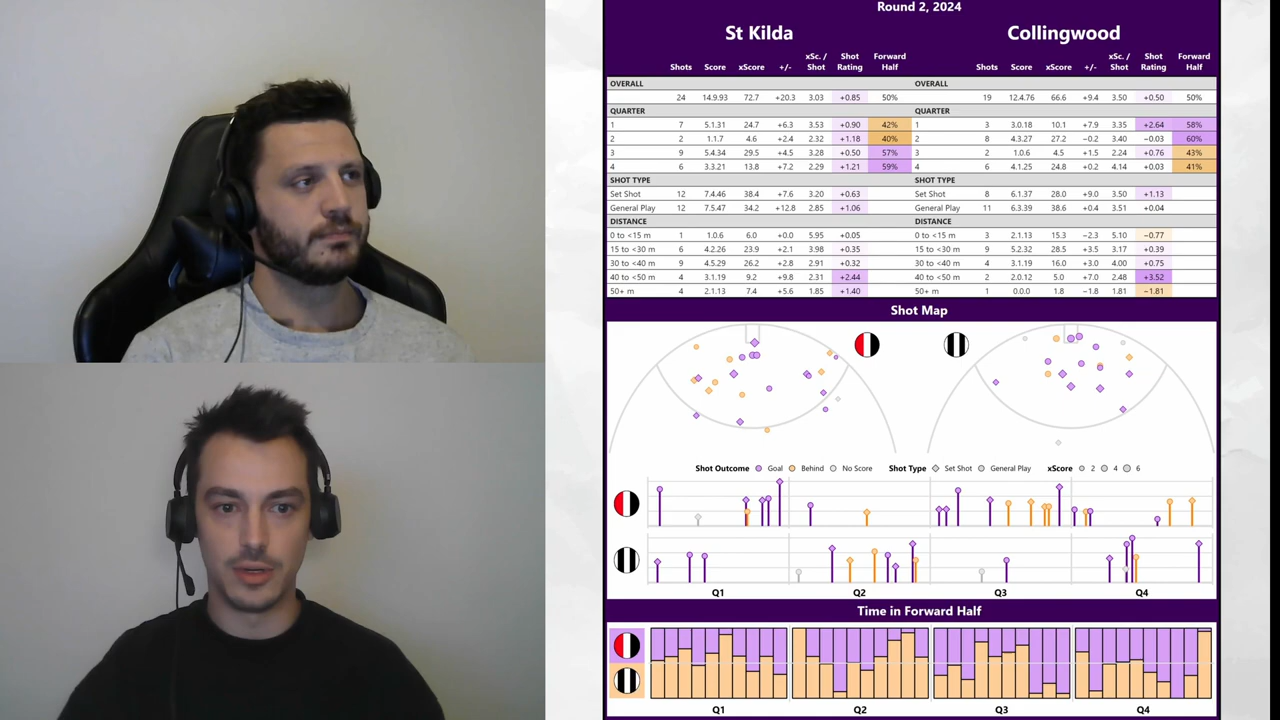 Round 2, 2024
St Kilda Collingwood
Shots Score xScore +/- xSc. / Shot Shot Rating Forward Half Shots Score xScore +/- xSc. / Shot Shot Rating Forward Half
OVERALL OVERALL
24 14.9.93 72.7 +20.3 3.03 +0.85 50% 19 12.4.76 66.6 +9.4 3.50 +0.50 50%
QUARTER QUARTER
1 7 5.1.31 24.7 +6.3 3.53 +0.90 42% 1 3 3.0.18 10.1 +7.9 3.35 +2.64 58%
2 2 1.1.7 4.6 +2.4 2.32 +1.18 40% 2 8 4.3.27 27.2 −0.2 3.40 −0.03 60%
3 9 5.4.34 29.5 +4.5 3.28 +0.50 57% 3 2 1.0.6 4.5 +1.5 2.24 +0.76 43%
4 6 3.3.21 13.8 +7.2 2.29 +1.21 59% 4 6 4.1.25 24.8 +0.2 4.14 +0.03 41%
SHOT TYPE SHOT TYPE
Set Shot 12 7.4.46 38.4 +7.6 3.20 +0.63 Set Shot 8 6.1.37 28.0 +9.0 3.50 +1.13
General Play 12 7.5.47 34.2 +12.8 2.85 +1.06 General Play 11 6.3.39 38.6 +0.4 3.51 +0.04
DISTANCE DISTANCE
0 to <15 m 1 1.0.6 6.0 +0.0 5.95 +0.05 0 to <15 m 3 2.1.13 15.3 −2.3 5.10 −0.77
15 to <30 m 6 4.2.26 23.9 +2.1 3.98 +0.35 15 to <30 m 9 5.2.32 28.5 +3.5 3.17 +0.39
30 to <40 m 9 4.5.29 26.2 +2.8 2.91 +0.32 30 to <40 m 4 3.1.19 16.0 +3.0 4.00 +0.75
40 to <50 m 4 3.1.19 9.2 +9.8 2.31 +2.44 40 to <50 m 2 2.0.12 5.0 +7.0 2.48 +3.52
50+ m 4 2.1.13 7.4 +5.6 1.85 +1.40 50+ m 1 0.0.0 1.8 −1.8 1.81 −1.81
Shot Map
Shot Outcome Goal Behind No Score Shot Type Set Shot General Play xScore 2 4 6
Q1 Q2 Q3 Q4
Time in Forward Half
Q1 Q2 Q3 Q4